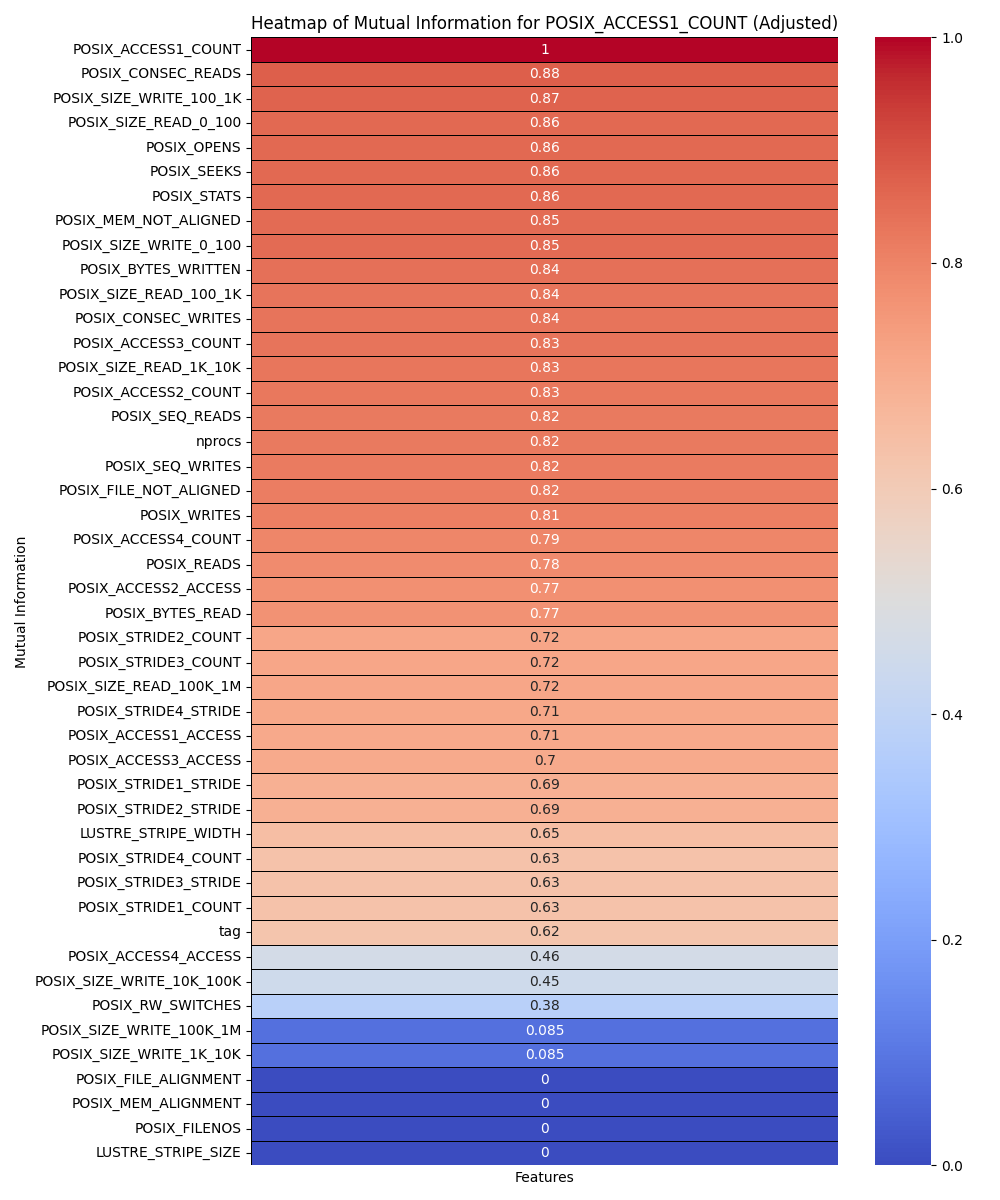 Heatmap of Mutual Information for POSIX_ACCESS1_COUNT (Adjusted)
POSIX_ACCESS1_COUNT 1
POSIX_CONSEC_READS 0.88
POSIX_SIZE_WRITE_100_1K 0.87
POSIX_SIZE_READ_0_100 0.86
POSIX_OPENS 0.86
POSIX_SEEKS 0.86
POSIX_STATS 0.86
POSIX_MEM_NOT_ALIGNED 0.85
POSIX_SIZE_WRITE_0_100 0.85
POSIX_BYTES_WRITTEN 0.84
POSIX_SIZE_READ_100_1K 0.84
POSIX_CONSEC_WRITES 0.84
POSIX_ACCESS3_COUNT 0.83
POSIX_SIZE_READ_1K_10K 0.83
POSIX_ACCESS2_COUNT 0.83
POSIX_SEQ_READS 0.82
nprocs 0.82
POSIX_SEQ_WRITES 0.82
POSIX_FILE_NOT_ALIGNED 0.82
POSIX_WRITES 0.81
POSIX_ACCESS4_COUNT 0.79
POSIX_READS 0.78
POSIX_ACCESS2_ACCESS 0.77
POSIX_BYTES_READ 0.77
POSIX_STRIDE2_COUNT 0.72
POSIX_STRIDE3_COUNT 0.72
POSIX_SIZE_READ_100K_1M 0.72
POSIX_STRIDE4_STRIDE 0.71
POSIX_ACCESS1_ACCESS 0.71
POSIX_ACCESS3_ACCESS 0.7
POSIX_STRIDE1_STRIDE 0.69
POSIX_STRIDE2_STRIDE 0.69
LUSTRE_STRIPE_WIDTH 0.65
POSIX_STRIDE4_COUNT 0.63
POSIX_STRIDE3_STRIDE 0.63
POSIX_STRIDE1_COUNT 0.63
tag 0.62
POSIX_ACCESS4_ACCESS 0.46
POSIX_SIZE_WRITE_10K_100K 0.45
POSIX_RW_SWITCHES 0.38
POSIX_SIZE_WRITE_100K_1M 0.085
POSIX_SIZE_WRITE_1K_10K 0.085
POSIX_FILE_ALIGNMENT 0
POSIX_MEM_ALIGNMENT 0
POSIX_FILENOS 0
LUSTRE_STRIPE_SIZE 0
Features
Mutual Information
1.0
0.8
0.6
0.4
0.2
0.0